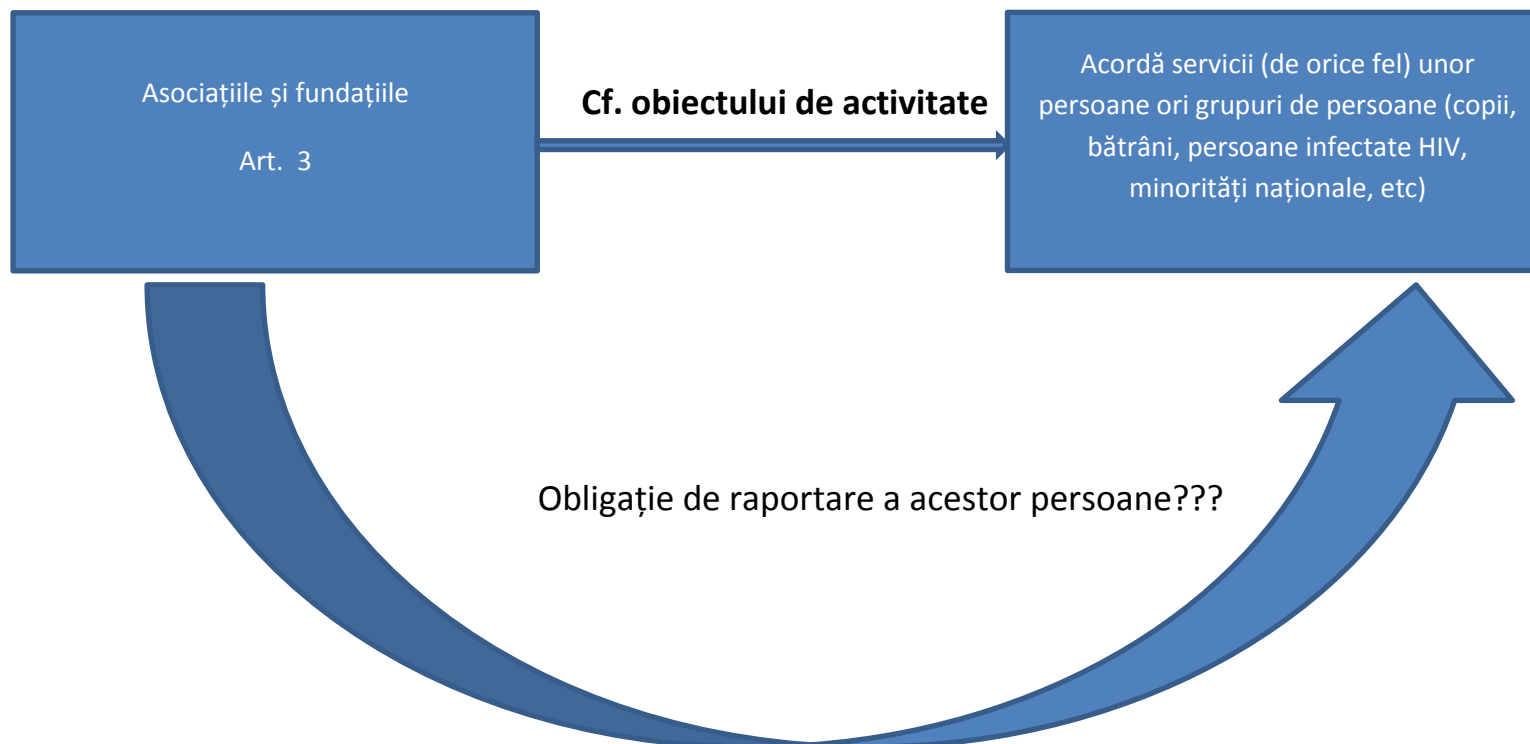 Asociațiile și fundațiile
Art. 3
Cf. obiectului de activitate
Acordă servicii (de orice fel) unor
persoane ori grupuri de persoane (copii,
bătrâni, persoane infectate HIV,
minorități naționale, etc)
Obligație de raportare a acestor persoane???